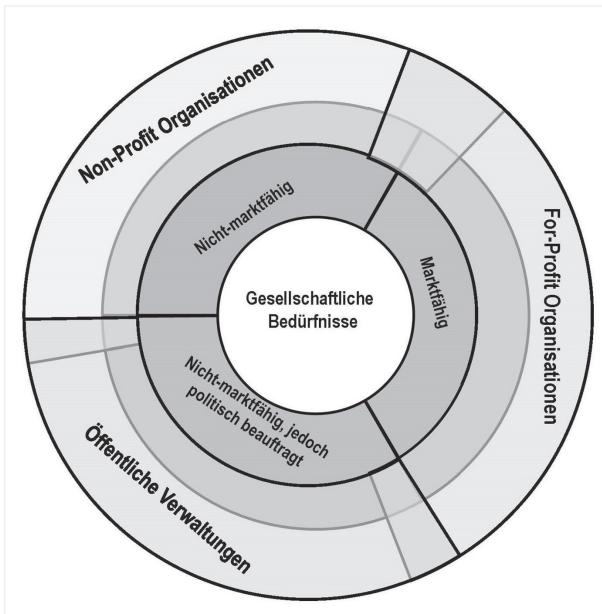 Non-Profit Organisationen
Nicht-marktfähig
Marktfähig
For-Profit Organisationen
Gesellschaftliche
Bedürfnisse
Nicht-marktfähig, jedoch
politisch beauftragt
Öffentliche Verwaltungen